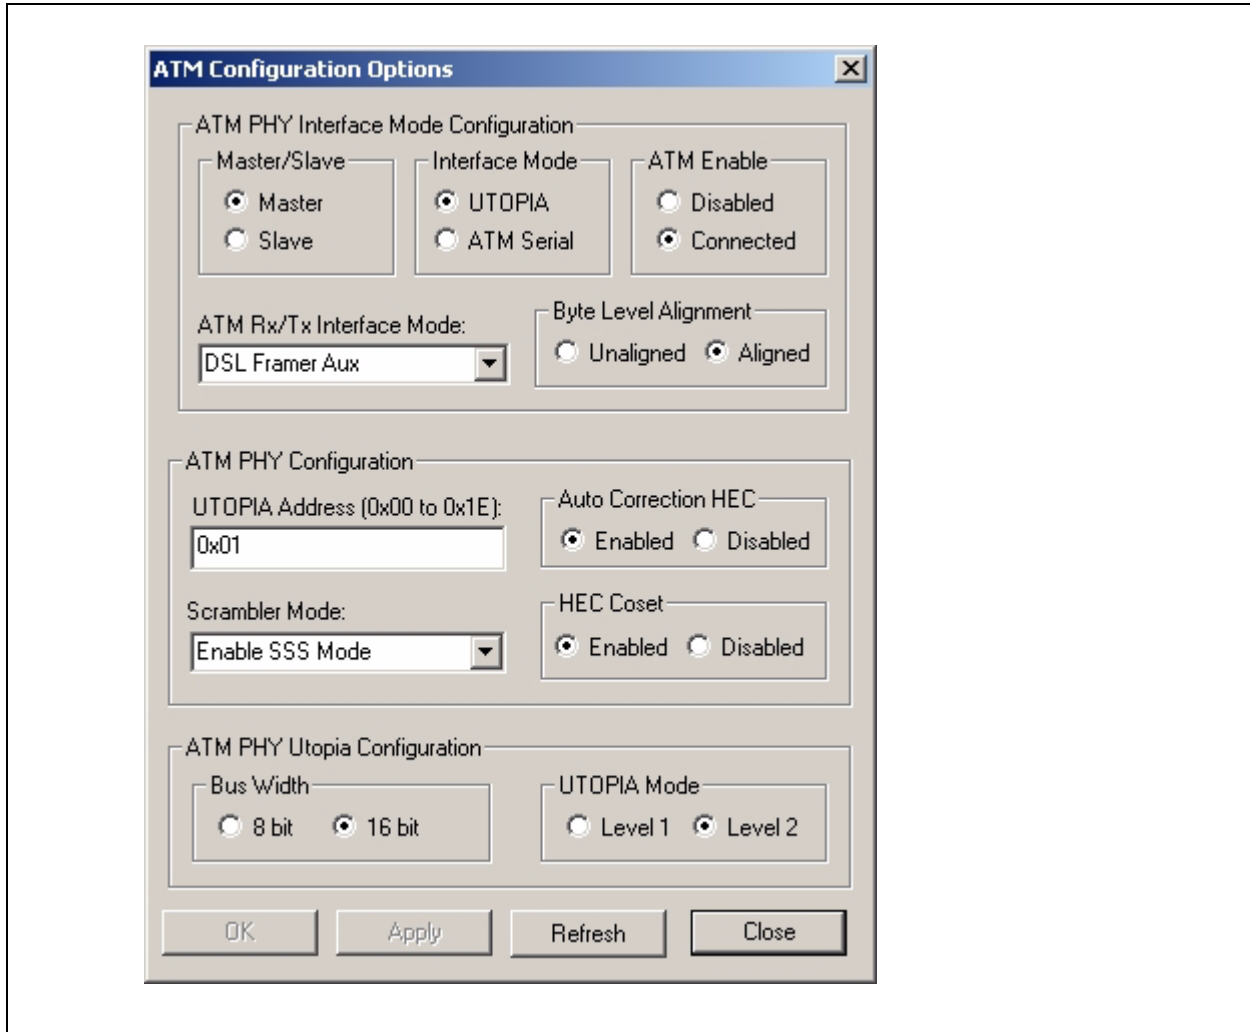 ATM Configuration Options
ATM PHY Interface Mode Configuration
Master/Slave
Master
Slave
Interface Mode
UTOPIA
ATM Serial
ATM Enable
Disabled
Connected
ATM Rx/Tx Interface Mode:
DSL Framer Aux
Byte Level Alignment
Unaligned Aligned
ATM PHY Configuration
UTOPIA Address (0x00 to 0x1E):
0x01
Auto Correction HEC
Enabled Disabled
Scrambler Mode:
Enable SSS Mode
HEC Coset
Enabled Disabled
ATM PHY Utopia Configuration
Bus Width
8 bit 16 bit
UTOPIA Mode
Level 1 Level 2
OK Apply Refresh Close